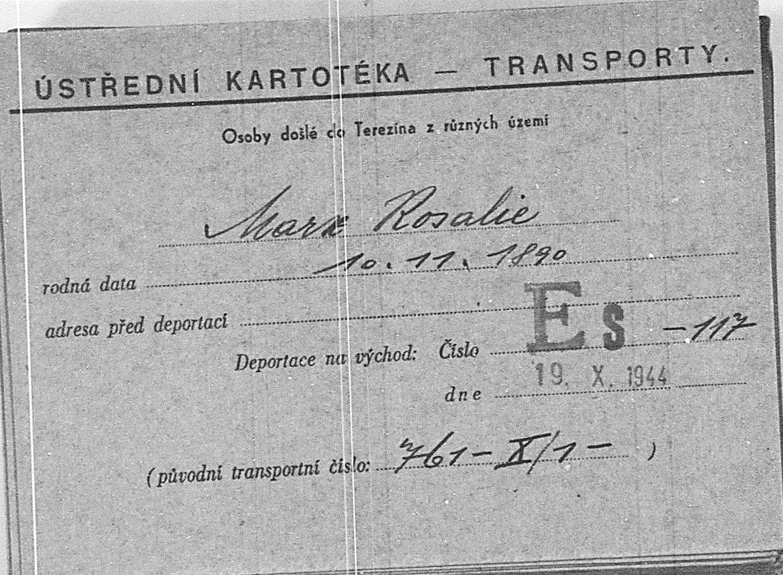 ÚSTŘEDNÍ KARTOTÉKA — TRANSPORTY.
Osoby došlé do Terezína z různých území
Marx Rosalie
rodná data 10. 11. 1890
adresa před deportací
Deportace na východ: Číslo Es -117
dne 19. X. 1944
(původní transportní číslo: 761 - X/1 - )